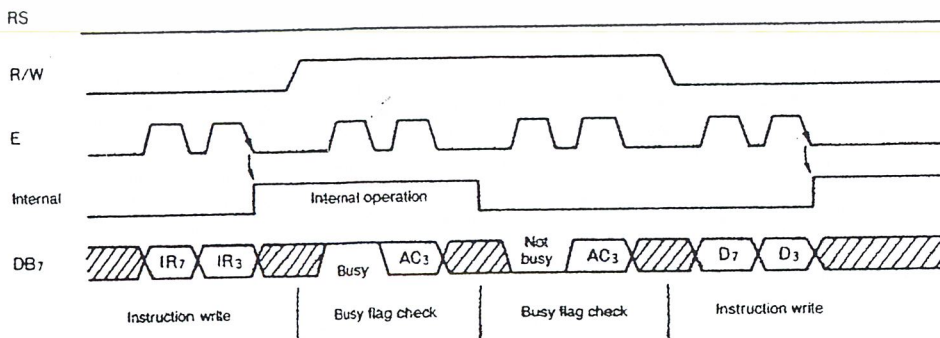 RS
R/W
E
Internal
Internal operation
DB7
IR7
IR3
Busy
AC3
Not
busy
AC3
D7
D3
Instruction write
Busy flag check
Busy flag check
Instruction write